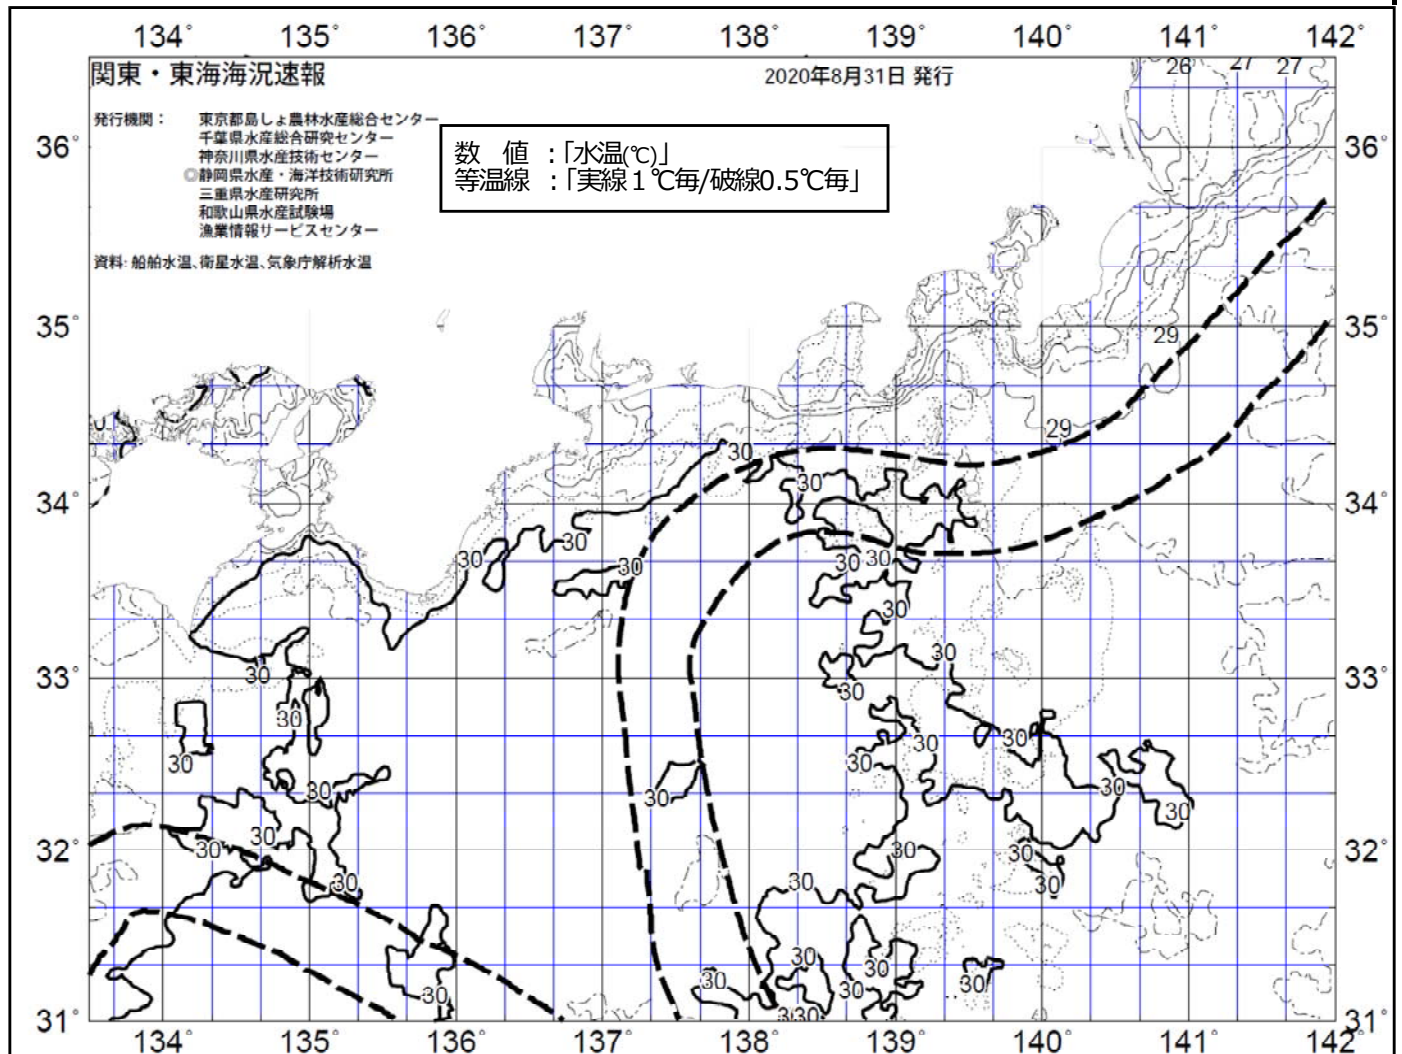 134° 135° 136° 137° 138° 139° 140° 141° 142°
関東・東海海況速報
2020年8月31日 発行
26 27 27
発行機関： 東京都島しょ農林水産総合センター
千葉県水産総合研究センター
神奈川県水産技術センター
◎静岡県水産・海洋技術研究所
三重県水産研究所
和歌山県水産試験場
漁業情報サービスセンター
資料: 船舶水温、衛星水温、気象庁解析水温
数 値 ：「水温(℃)」
等温線 ：「実線１℃毎/破線0.5℃毎」
36° 36°
35° 29 35°
29
30
30
34° 34°
30 30 30 30 30
30
30
33° 30 30 33°
30
30 30 30
30 30
30 30 30 30
30
32° 30 30 30 32°
30 30 30
30 30
30 30 30
30 30
31° 30 31°
134° 135° 136° 137° 138° 139° 140° 141° 142°